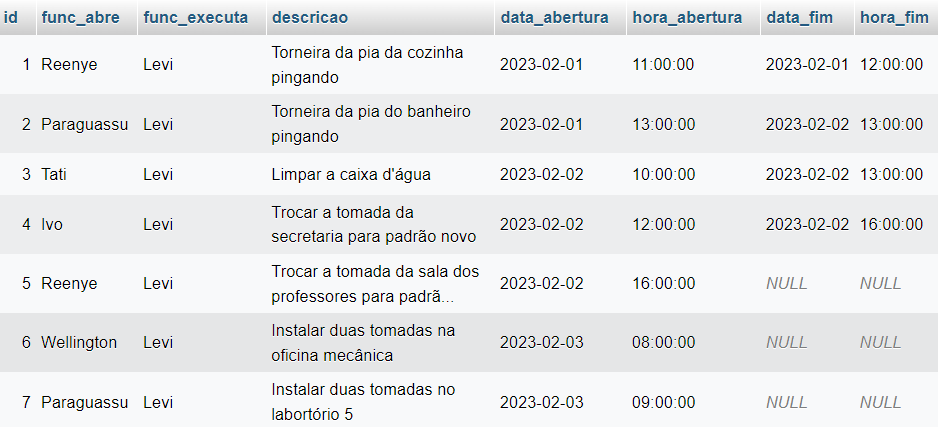 id func_abre func_executa descricao data_abertura hora_abertura data_fim hora_fim
1 Reenye Levi Torneira da pia da cozinha pingando 2023-02-01 11:00:00 2023-02-01 12:00:00
2 Paraguassu Levi Torneira da pia do banheiro pingando 2023-02-01 13:00:00 2023-02-02 13:00:00
3 Tati Levi Limpar a caixa d'água 2023-02-02 10:00:00 2023-02-02 13:00:00
4 Ivo Levi Trocar a tomada da secretaria para padrão novo 2023-02-02 12:00:00 2023-02-02 16:00:00
5 Reenye Levi Trocar a tomada da sala dos professores para padrã... 2023-02-02 16:00:00 NULL NULL
6 Wellington Levi Instalar duas tomadas na oficina mecânica 2023-02-03 08:00:00 NULL NULL
7 Paraguassu Levi Instalar duas tomadas no labortório 5 2023-02-03 09:00:00 NULL NULL